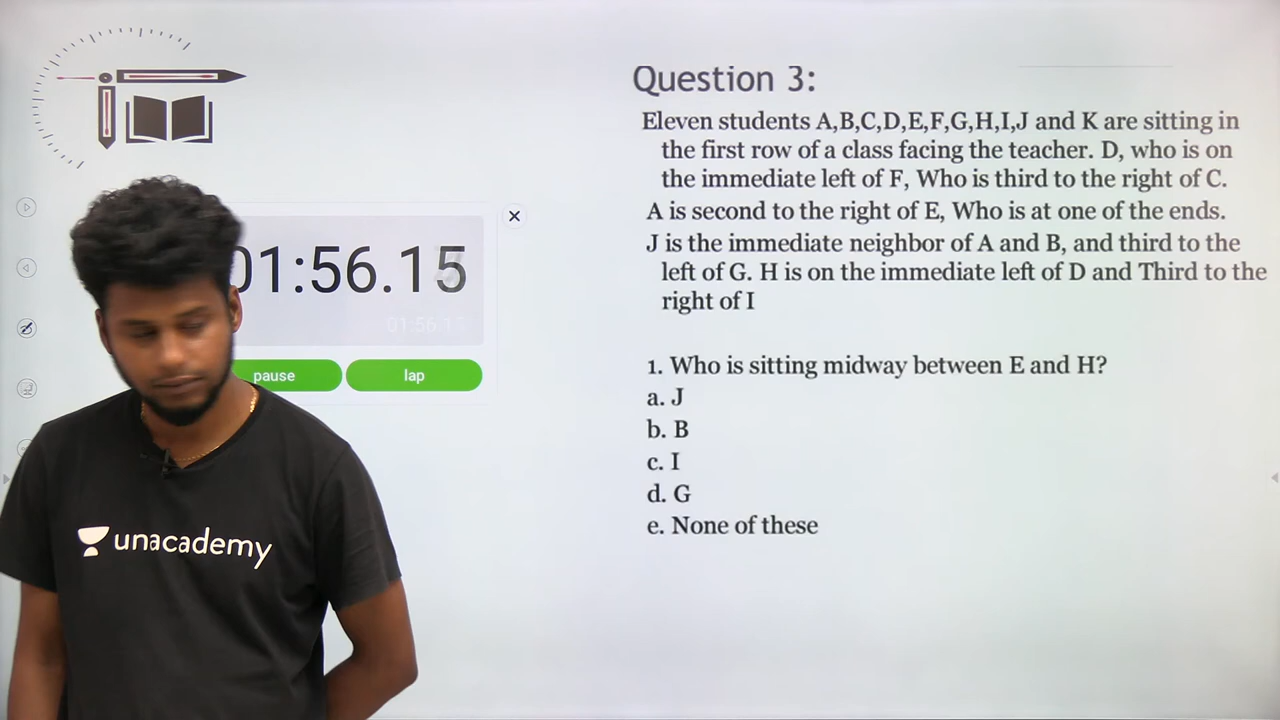 Question 3:
Eleven students A,B,C,D,E,F,G,H,I,J and K are sitting in
the first row of a class facing the teacher. D, who is on
the immediate left of F, Who is third to the right of C.
A is second to the right of E, Who is at one of the ends.
J is the immediate neighbor of A and B, and third to the
left of G. H is on the immediate left of D and Third to the
right of I
01:56.15
pause
lap
1. Who is sitting midway between E and H?
a. J
b. B
c. I
d. G
e. None of these
unacademy